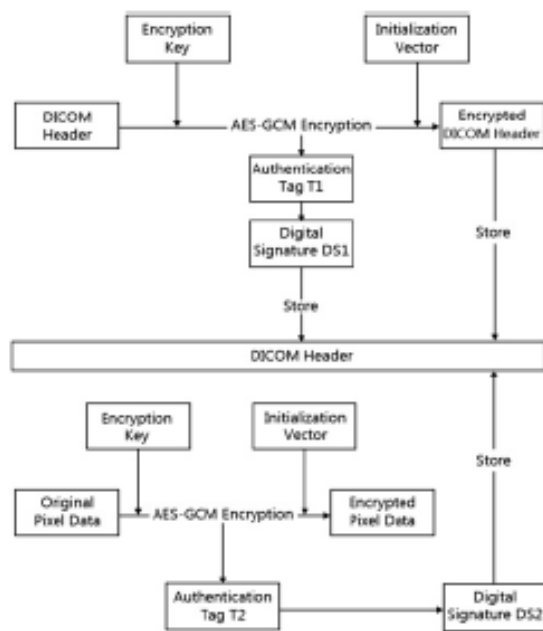 Encryption
Key
Initialization
Vector
DICOM
Header
AES-GCM Encryption
Encrypted
DICOM Header
Authentication
Tag T1
Digital
Signature DS1
Store
Store
DICOM Header
Encryption
Key
Initialization
Vector
Store
Original
Pixel Data
AES-GCM Encryption
Encrypted
Pixel Data
Authentication
Tag T2
Digital
Signature DS2